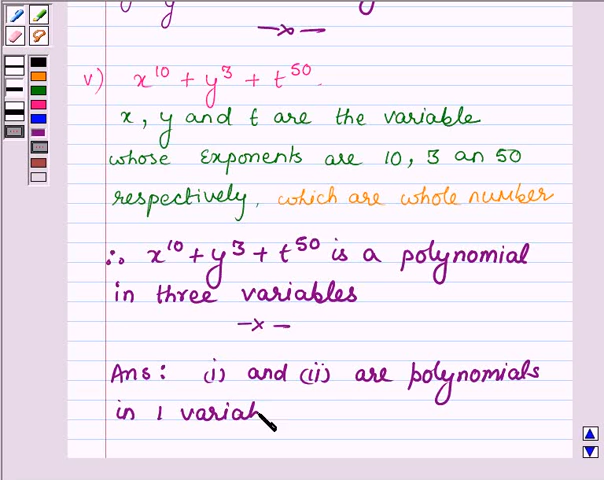 v) x¹⁰ + y³ + t⁵⁰.
x, y and t are the variable
whose exponents are 10, 3 an 50
respectively, which are whole number
∴ x¹⁰ + y³ + t⁵⁰ is a polynomial
in three variables
—x—
Ans: (i) and (ii) are polynomials
in 1 variab